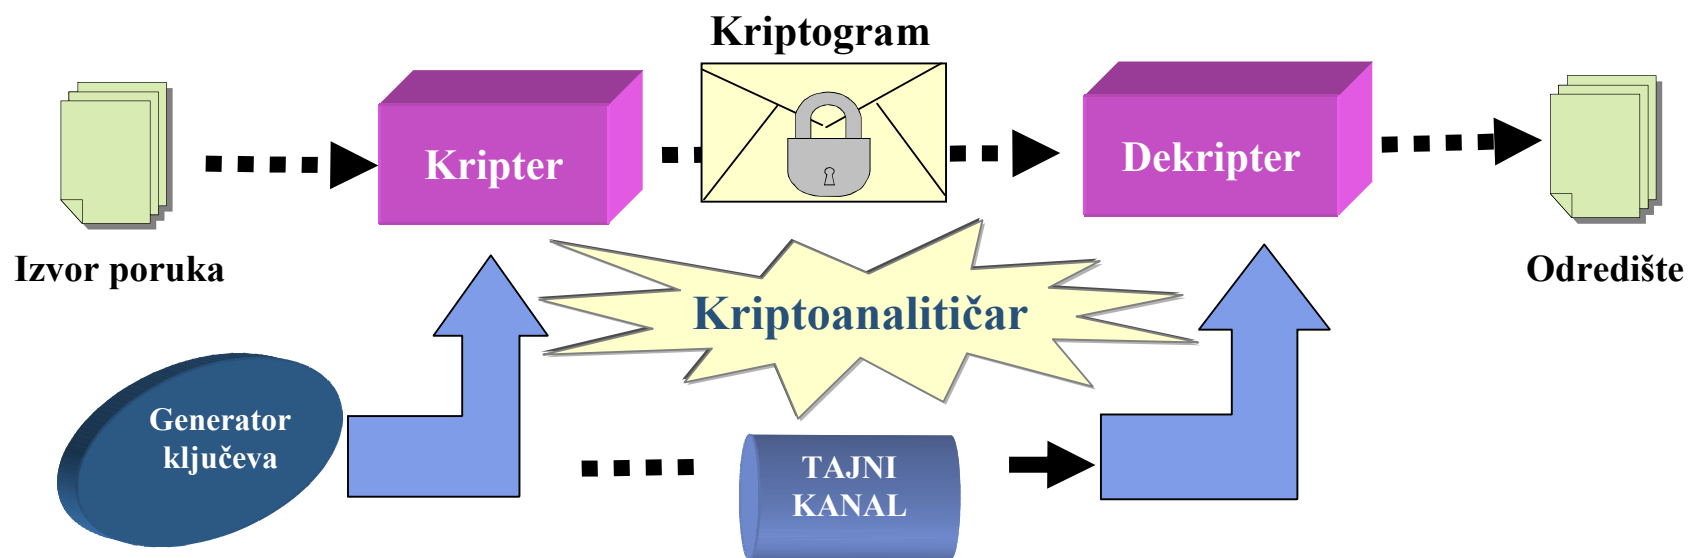 Kriptogram
Kripter
Dekripter
Izvor poruka
Odredište
Kriptoanalitičar
Generator
ključeva
TAJNI
KANAL